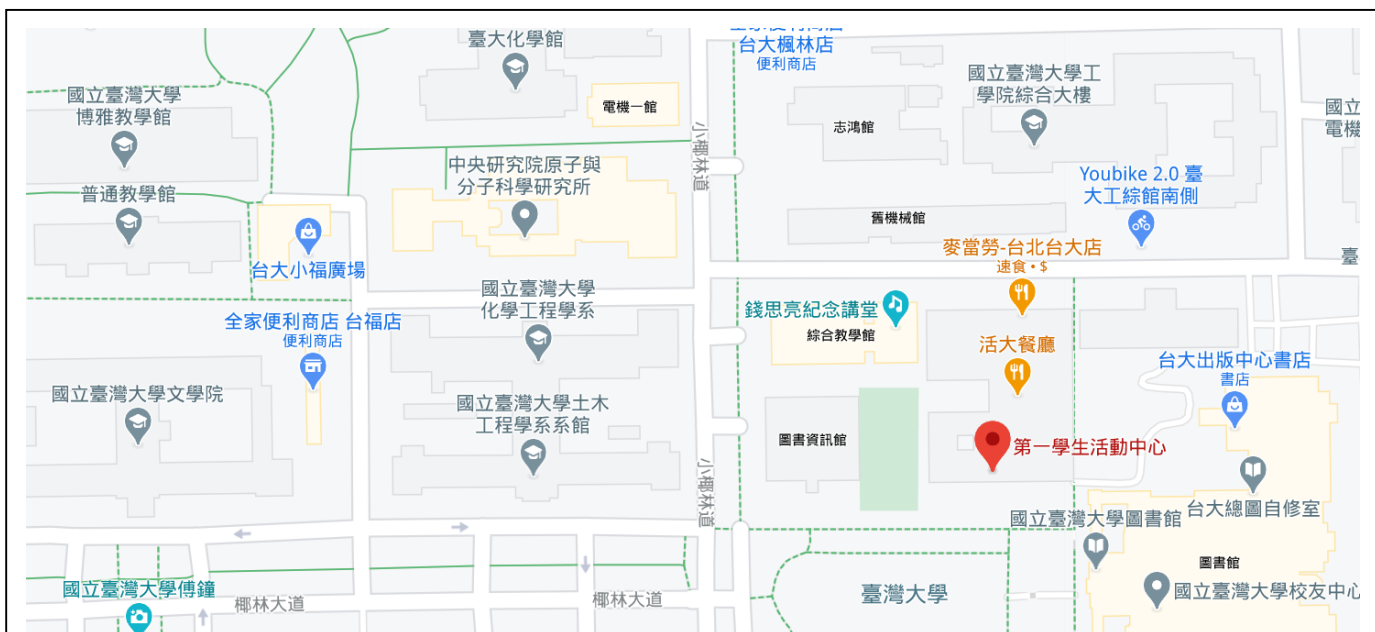 臺大化學館
台大楓林店
便利商店
國立臺灣大學
博雅教學館
電機一館
國立臺灣大學工
學院綜合大樓
國立
電機
志鴻館
小椰林道
中央研究院原子與
分子科學研究所
普通教學館
Youbike 2.0 臺
大工綜館南側
舊機械館
麥當勞-台北台大店
速食・$
臺
台大小福廣場
國立臺灣大學
化學工程學系
錢思亮紀念講堂
綜合教學館
全家便利商店 台福店
便利商店
活大餐廳
台大出版中心書店
書店
國立臺灣大學文學院
國立臺灣大學土木
工程學系系館
圖書資訊館
第一學生活動中心
小椰林道
台大總圖自修室
國立臺灣大學圖書館
圖書館
國立臺灣大學傅鐘
椰林大道
椰林大道
臺灣大學
國立臺灣大學校友中心